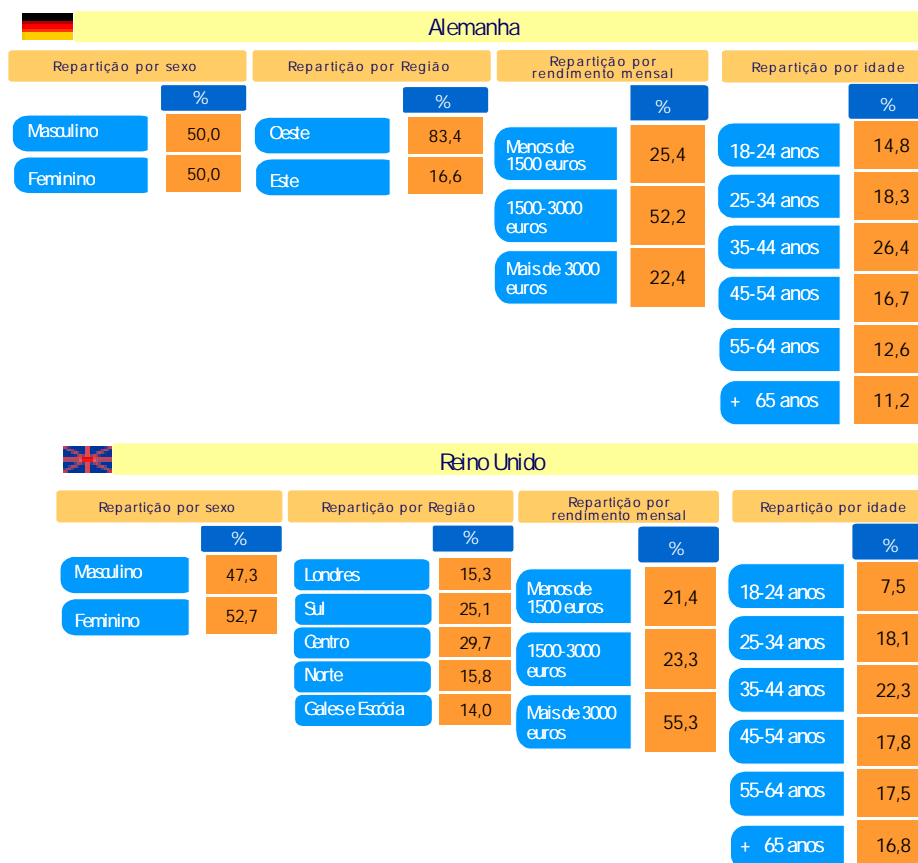 Alemanha
Repartição por sexo
%
Masculino 50,0
Feminino 50,0
Repartição por Região
%
Oeste 83,4
Este 16,6
Repartição por
rendimento mensal
%
Menos de
1500 euros 25,4
1500-3000
euros 52,2
Mais de 3000
euros 22,4
Repartição por idade
%
18-24 anos 14,8
25-34 anos 18,3
35-44 anos 26,4
45-54 anos 16,7
55-64 anos 12,6
+ 65 anos 11,2
Reino Unido
Repartição por sexo
%
Masculino 47,3
Feminino 52,7
Repartição por Região
%
Londres 15,3
Sul 25,1
Centro 29,7
Norte 15,8
Gales e Escócia 14,0
Repartição por
rendimento mensal
%
Menos de
1500 euros 21,4
1500-3000
euros 23,3
Mais de 3000
euros 55,3
Repartição por idade
%
18-24 anos 7,5
25-34 anos 18,1
35-44 anos 22,3
45-54 anos 17,8
55-64 anos 17,5
+ 65 anos 16,8